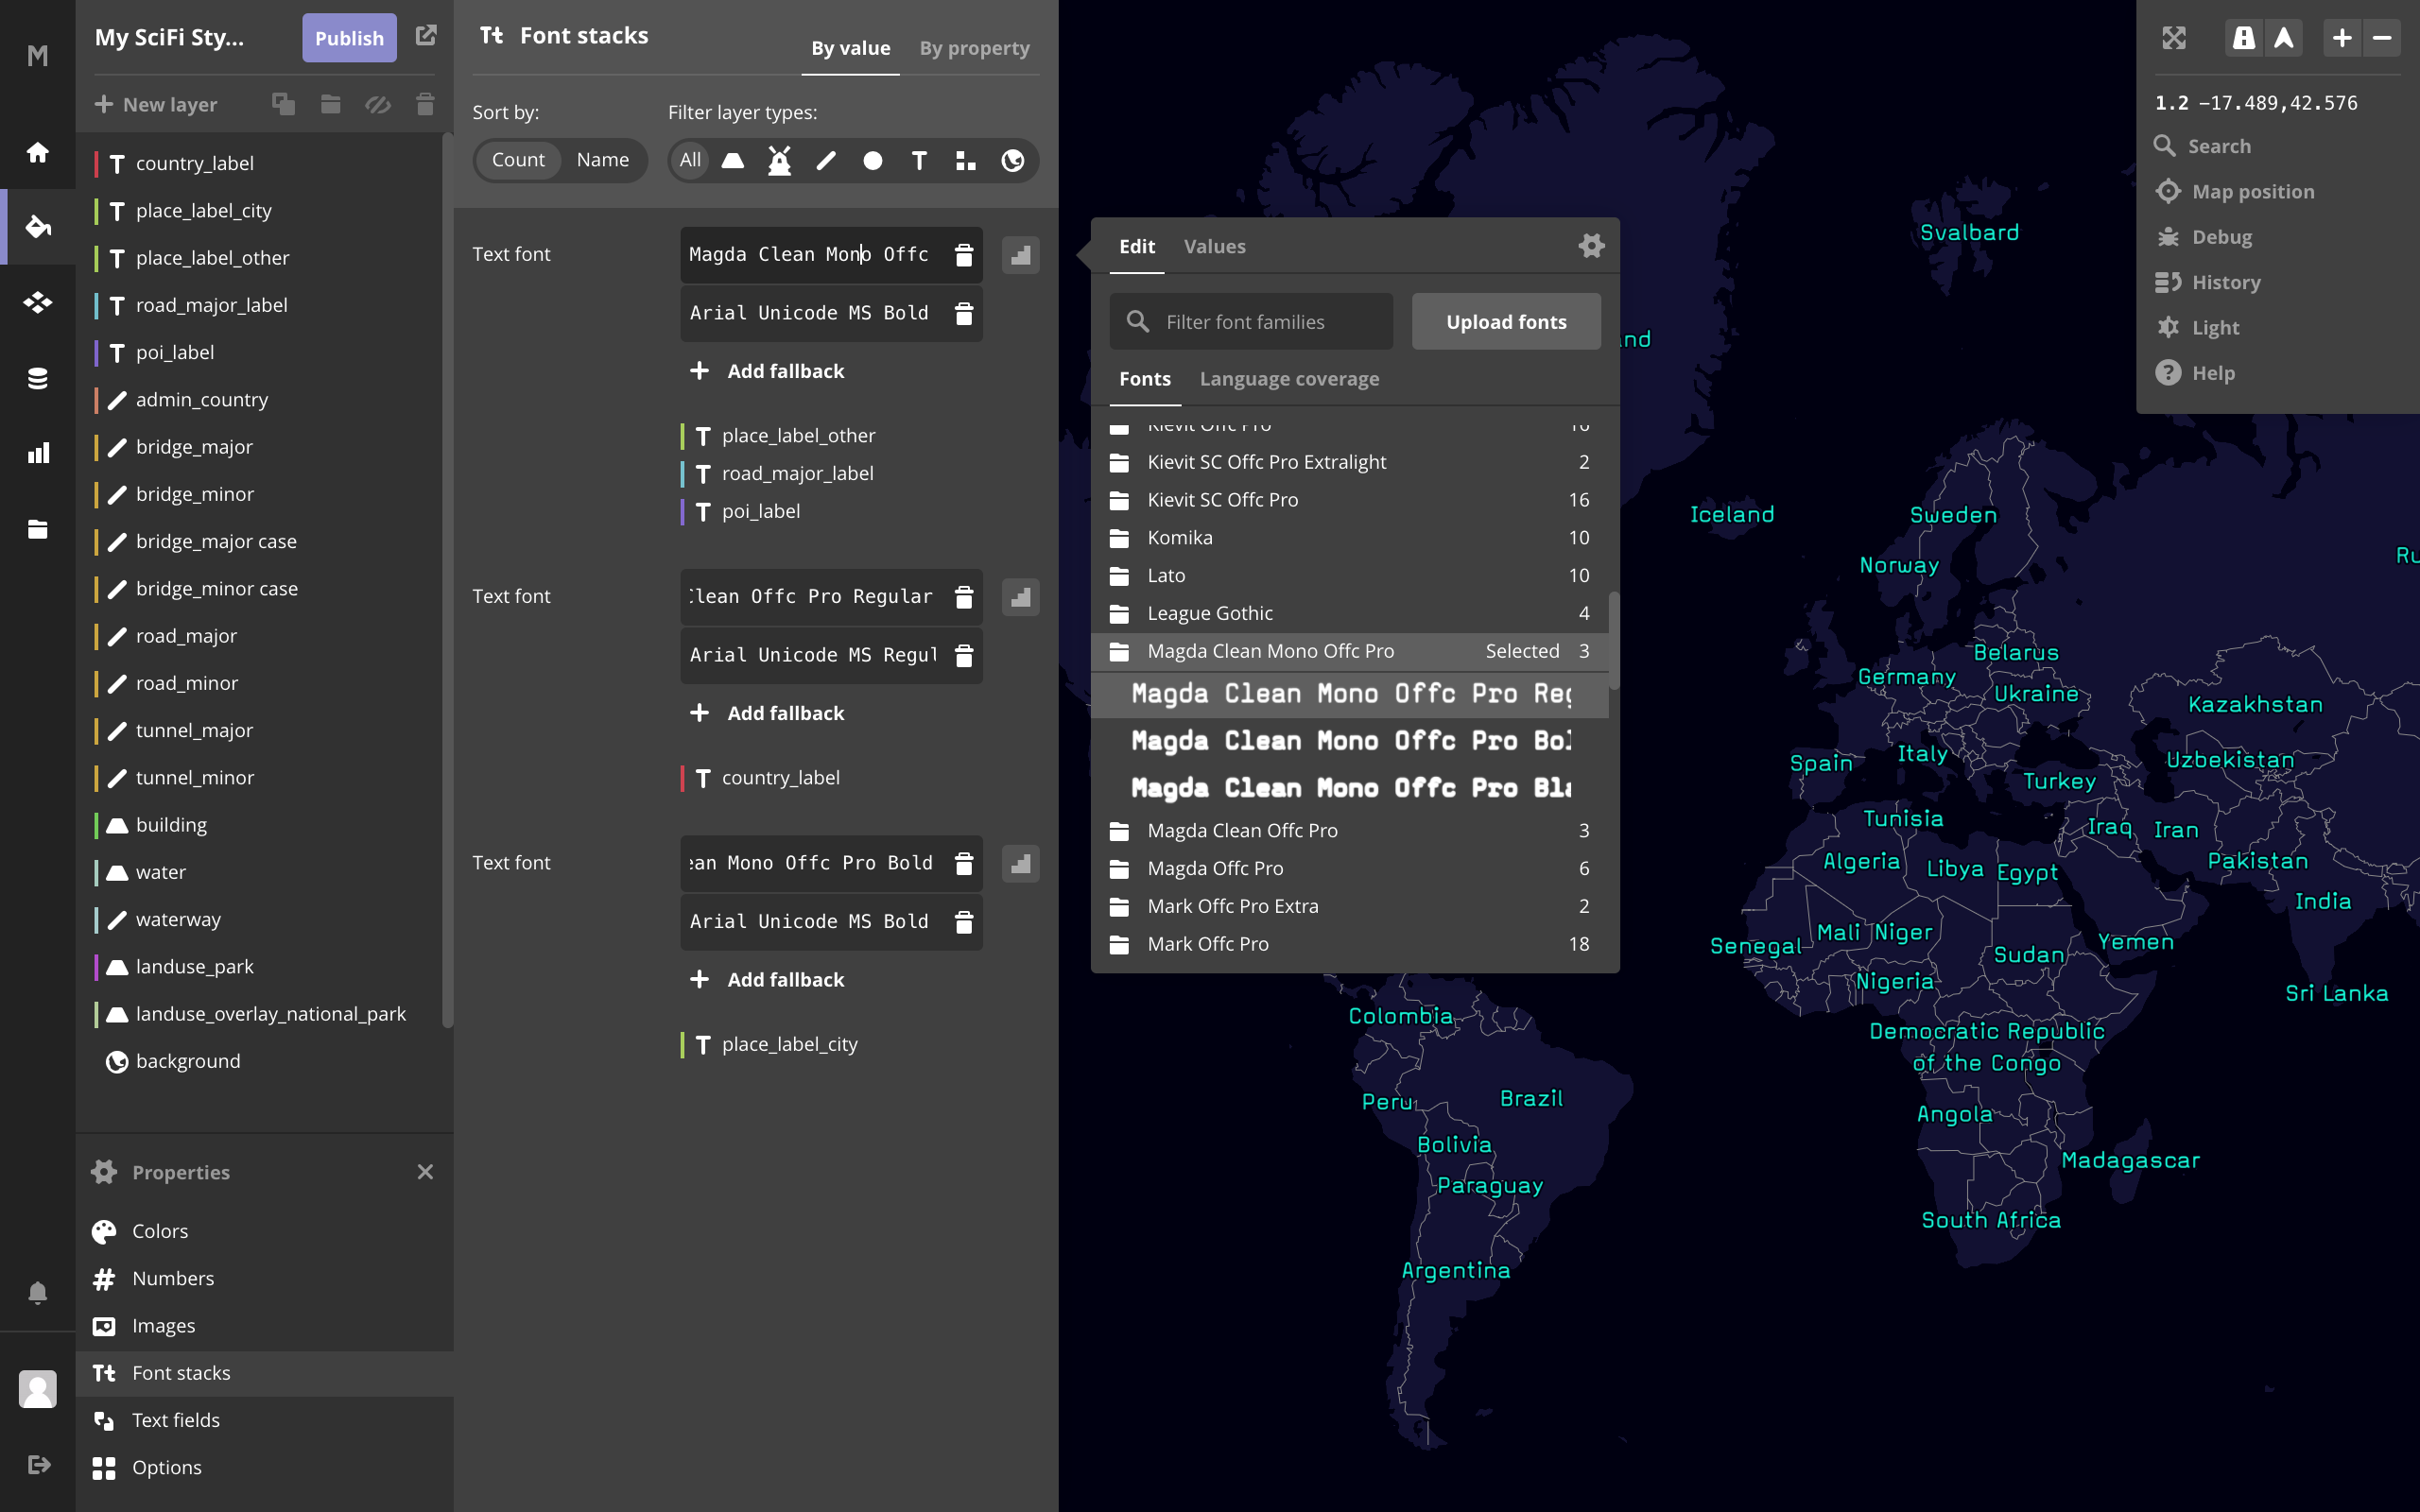 M
My SciFi Sty...
Publish
New layer
country_label
place_label_city
place_label_other
road_major_label
poi_label
admin_country
bridge_major
bridge_minor
bridge_major case
bridge_minor case
road_major
road_minor
tunnel_major
tunnel_minor
building
water
waterway
landuse_park
landuse_overlay_national_park
background
Properties
Colors
Numbers
Images
Font stacks
Text fields
Options
Tt Font stacks
By value By property
Sort by: Filter layer types:
Count Name All
Text font
Magda Clean Mono Offc
Arial Unicode MS Bold
Add fallback
place_label_other
road_major_label
poi_label
Text font
Clean Offc Pro Regular
Arial Unicode MS Regul
Add fallback
country_label
Text font
ean Mono Offc Pro Bold
Arial Unicode MS Bold
Add fallback
place_label_city
Edit Values
Filter font families
Upload fonts
Fonts Language coverage
Kievit Offc Pro 16
Kievit SC Offc Pro Extralight 2
Kievit SC Offc Pro 16
Komika 10
Lato 10
League Gothic 4
Magda Clean Mono Offc Pro Selected 3
Magda Clean Mono Offc Pro Reg
Magda Clean Mono Offc Pro Bol
Magda Clean Mono Offc Pro Bla
Magda Clean Offc Pro 3
Magda Offc Pro 6
Mark Offc Pro Extra 2
Mark Offc Pro 18
1.2 -17.489,42.576
Search
Map position
Debug
History
Light
Help
Svalbard
nd
Iceland
Sweden
Norway
Ru
Belarus
Germany
Ukraine
Kazakhstan
Italy
Spain
Uzbekistan
Turkey
Tunisia
Iraq
Iran
Algeria
Libya
Egypt
Pakistan
India
Mali
Niger
Senegal
Yemen
Sudan
Nigeria
Sri Lanka
Colombia
Democratic Republic
of the Congo
Peru
Brazil
Angola
Bolivia
Madagascar
Paraguay
South Africa
Argentina